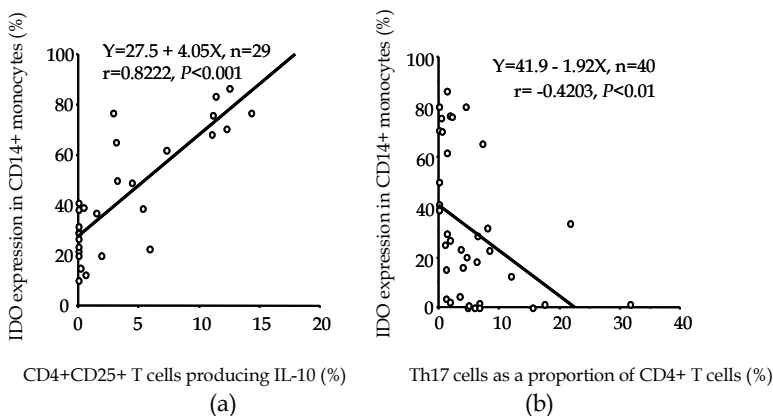 IDO expression in CD14+ monocytes (%)
Y=27.5 + 4.05X, n=29
r=0.8222, P<0.001
100
80
60
40
20
0
0 5 10 15 20
CD4+CD25+ T cells producing IL-10 (%)
(a)
IDO expression in CD14+ monocytes (%)
Y=41.9 - 1.92X, n=40
r= -0.4203, P<0.01
100
80
60
40
20
0
0 10 20 30 40
Th17 cells as a proportion of CD4+ T cells (%)
(b)